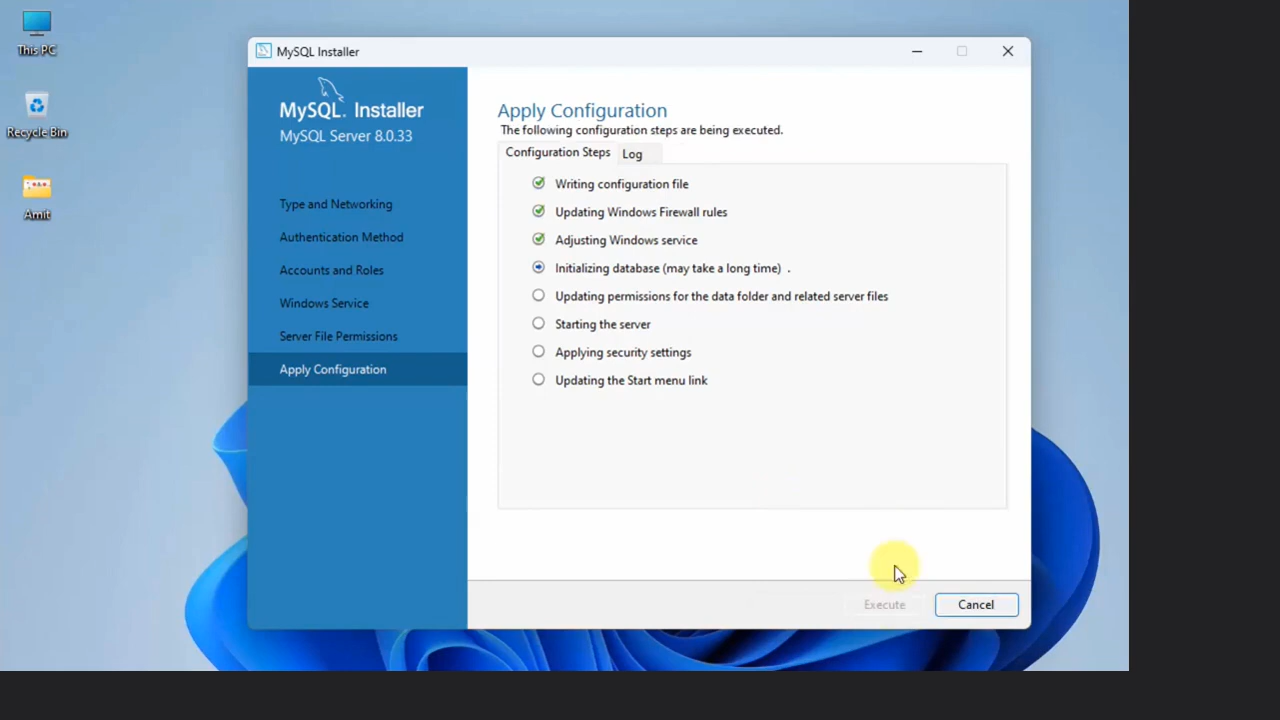 This PC
Recycle Bin
Amit
MySQL Installer
MySQL. Installer
MySQL Server 8.0.33
Type and Networking
Authentication Method
Accounts and Roles
Windows Service
Server File Permissions
Apply Configuration
Apply Configuration
The following configuration steps are being executed.
Configuration Steps Log
Writing configuration file
Updating Windows Firewall rules
Adjusting Windows service
Initializing database (may take a long time) .
Updating permissions for the data folder and related server files
Starting the server
Applying security settings
Updating the Start menu link
Execute Cancel